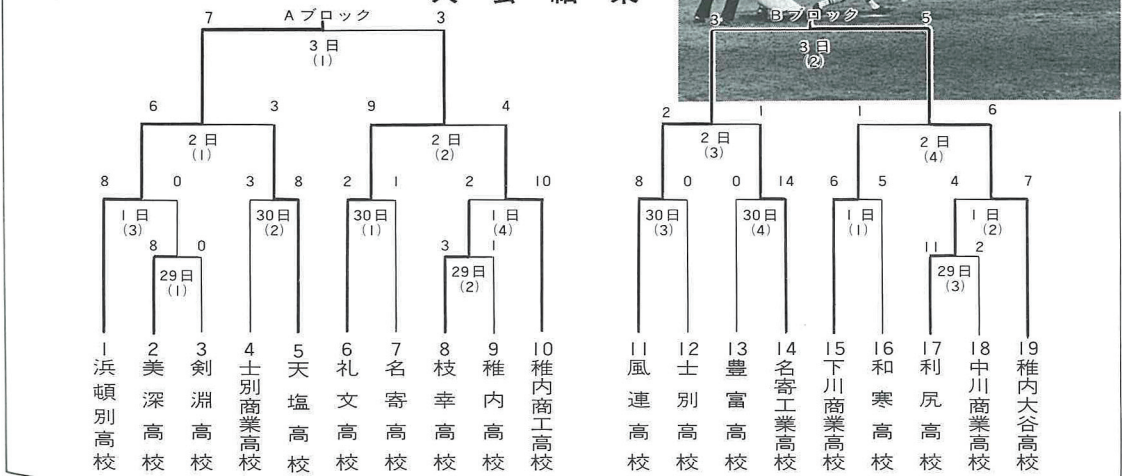 大会結果
7 Aブロック 3
3日
(1)
6 3 9 4
2日
(1)
2日
(2)
8 0 3 8 2 1 2 10
1日
(3)
30日
(2)
30日
(1)
1日
(4)
8 0
29日
(1)
3 1
29日
(2)
1 浜頓別高校
2 美深高校
3 剣淵高校
4 士別商業高校
5 天塩高校
6 礼文高校
7 名寄高校
8 枝幸高校
9 稚内高校
10 稚内商工高校
3 Bブロック 5
3日
(2)
2 1 1 6
2日
(3)
2日
(4)
8 0 0 14 6 5 4 7
30日
(3)
30日
(4)
1日
(1)
1日
(2)
11 2
29日
(3)
11 風連高校
12 士別高校
13 豊富高校
14 名寄工業高校
15 下川商業高校
16 和寒高校
17 利尻高校
18 中川商業高校
19 稚内大谷高校